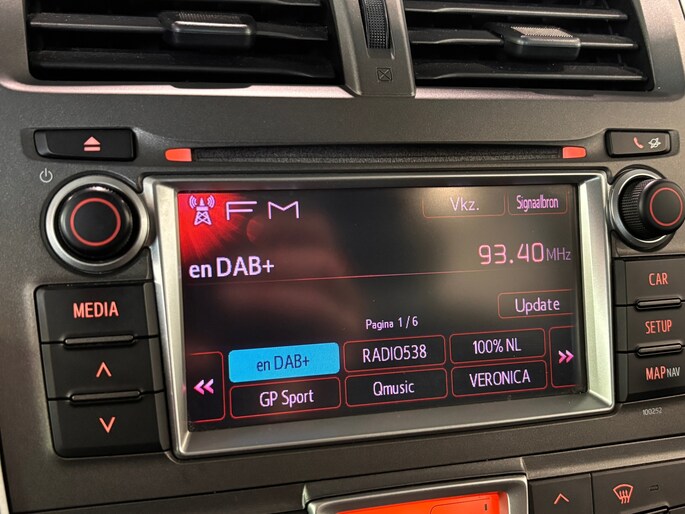 FM
Vkz.
Signaalbron
en DAB+
93.40 MHz
Update
Pagina 1 / 6
en DAB+
RADIO538
100% NL
GP Sport
Qmusic
VERONICA
MEDIA
CAR
SETUP
MAP NAV
100252